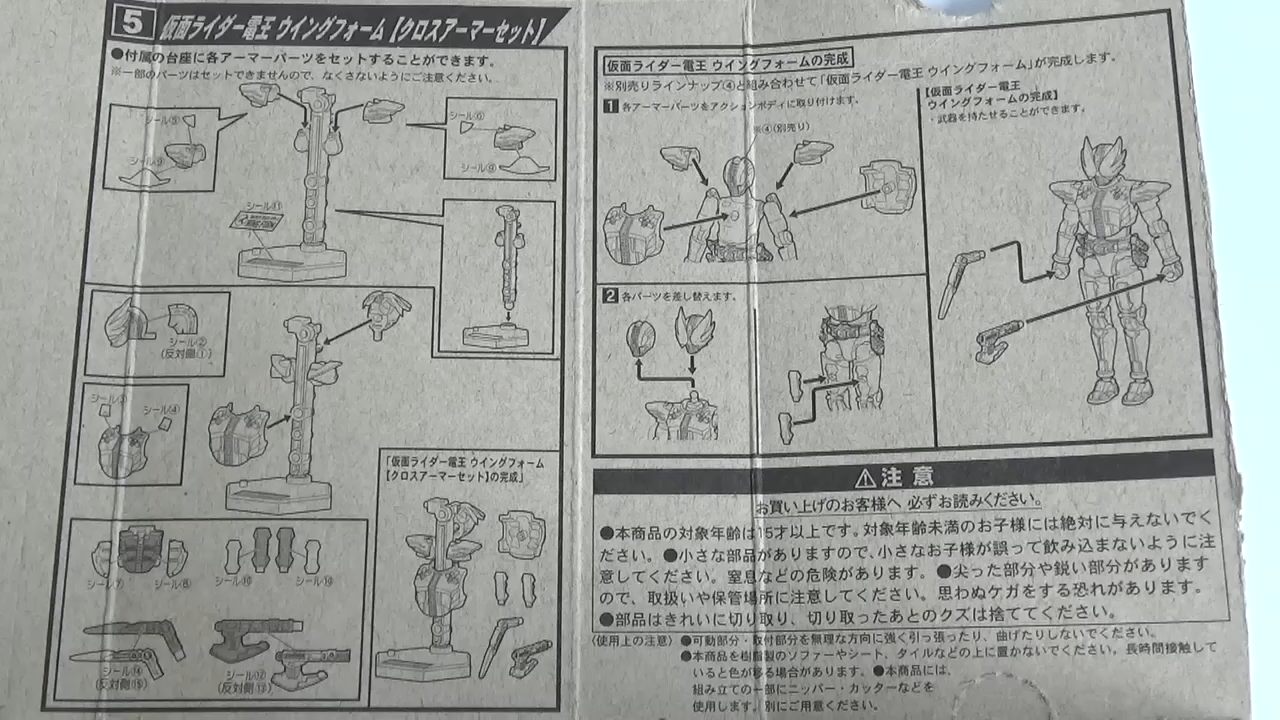 5 仮面ライダー電王 ウイングフォーム【クロスアーマーセット】
●付属の台座に各アーマーパーツをセットすることができます。
※一部のパーツはセットできませんので、なくさないようにご注意ください。
シール⑤
シール⑨
シール⑥
シール⑨
シール⑪
シール②
(反対側①)
シール③
シール④
シール⑦
シール⑧
シール⑩
シール⑩
シール⑭
(反対側⑮)
シール⑫
(反対側⑬)
「仮面ライダー電王 ウイングフォーム
【クロスアーマーセット】の完成」
仮面ライダー電王 ウイングフォームの完成
※別売りラインナップ④と組み合わせて「仮面ライダー電王 ウイングフォーム」が完成します。
1 各アーマーパーツをアクションボディに取り付けます。
※④(別売り)
2 各パーツを差し替えます。
【仮面ライダー電王
ウイングフォームの完成】
・武器を持たせることができます。
⚠注意
お買い上げのお客様へ 必ずお読みください。
●本商品の対象年齢は15才以上です。対象年齢未満のお子様には絶対に与えないでく
ださい。●小さな部品がありますので、小さなお子様が誤って飲み込まないように注
意してください。窒息などの危険があります。●尖った部分や鋭い部分があります
ので、取扱いや保管場所に注意してください。思わぬケガをする恐れがあります。
●部品はきれいに切り取り、切り取ったあとのクズは捨ててください。
(使用上の注意) ●可動部分・取付部分を無理な方向に強く引っ張ったり、曲げたりしないでください。
●本商品を樹脂製のソファーやシート、タイルなどの上に置かないでください。長時間接触して
いると色が移る場合があります。●本商品には、
組み立ての一部にニッパー・カッターなどを
使用します。別にご用意ください。